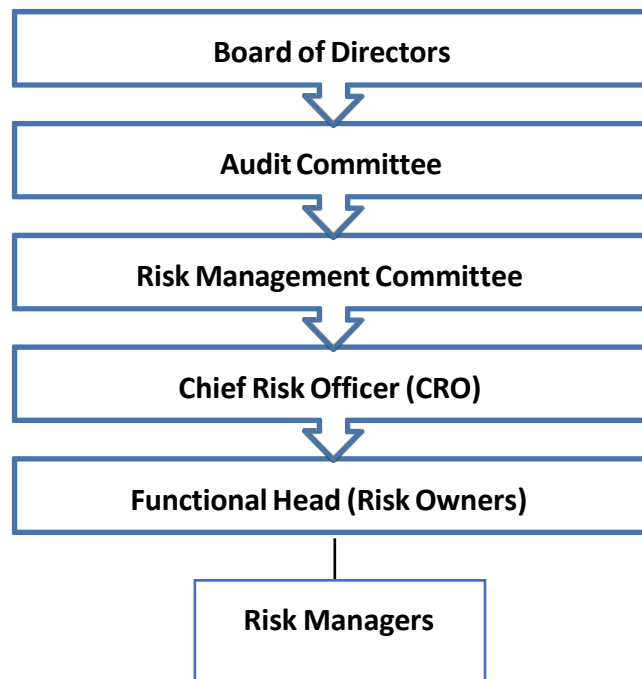 Board of Directors
Audit Committee
Risk Management Committee
Chief Risk Officer (CRO)
Functional Head (Risk Owners)
Risk Managers